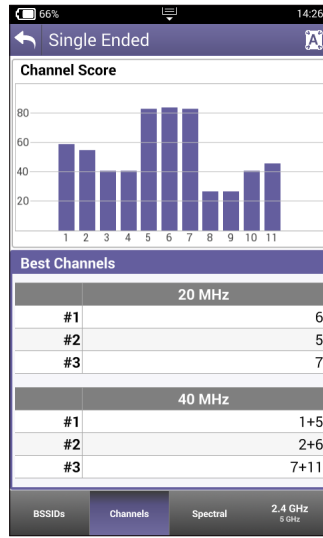 66%
14:26
Single Ended
A
Channel Score
80
60
40
20
1 2 3 4 5 6 7 8 9 10 11
Best Channels
20 MHz
#1 6
#2 5
#3 7
40 MHz
#1 1+5
#2 2+6
#3 7+11
BSSIDs Channels Spectral 2.4 GHz
5 GHz